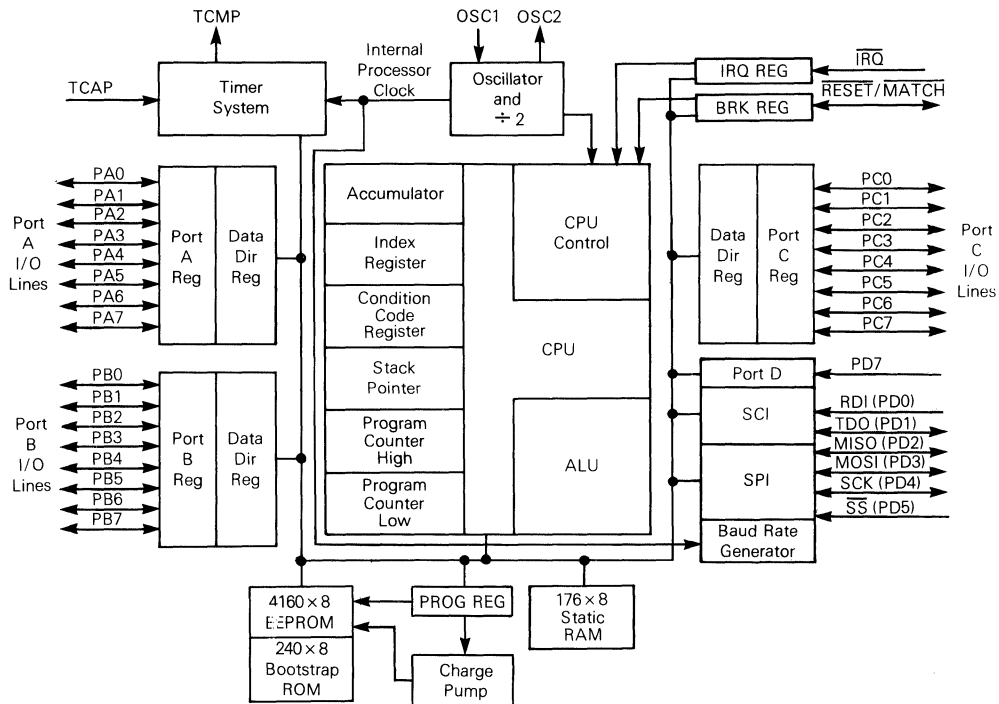 TCMP
OSC1
OSC2
TCAP
Timer
System
Internal
Processor
Clock
Oscillator
and
÷ 2
IRQ REG
IRQ
BRK REG
RESET/MATCH
Port
A
I/O
Lines
PA0
PA1
PA2
PA3
PA4
PA5
PA6
PA7
Port
A
Reg
Data
Dir
Reg
Port
B
I/O
Lines
PB0
PB1
PB2
PB3
PB4
PB5
PB6
PB7
Port
B
Reg
Data
Dir
Reg
Accumulator
Index
Register
Condition
Code
Register
Stack
Pointer
Program
Counter
High
Program
Counter
Low
CPU
Control
CPU
ALU
Data
Dir
Reg
Port
C
Reg
PC0
PC1
PC2
PC3
PC4
PC5
PC6
PC7
Port
C
I/O
Lines
Port D
SCI
SPI
Baud Rate
Generator
PD7
RDI (PD0)
TDO (PD1)
MISO (PD2)
MOSI (PD3)
SCK (PD4)
SS (PD5)
4160 × 8
EEPROM
240 × 8
Bootstrap
ROM
PROG REG
Charge
Pump
176 × 8
Static
RAM